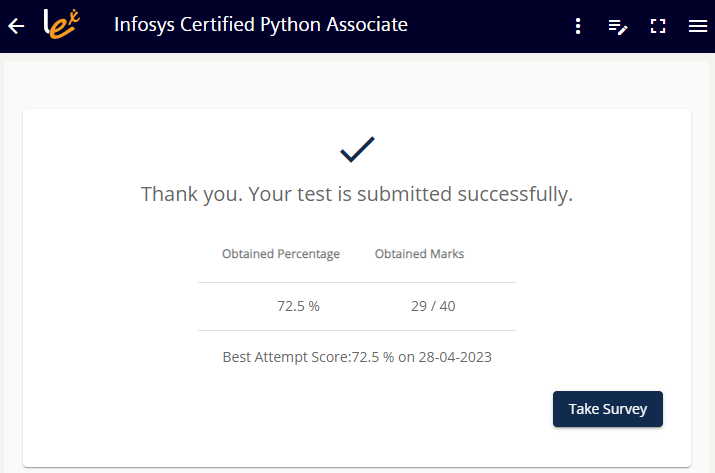 Lex Infosys Certified Python Associate
Thank you. Your test is submitted successfully.
Obtained Percentage Obtained Marks
72.5 % 29 / 40
Best Attempt Score:72.5 % on 28-04-2023
Take Survey